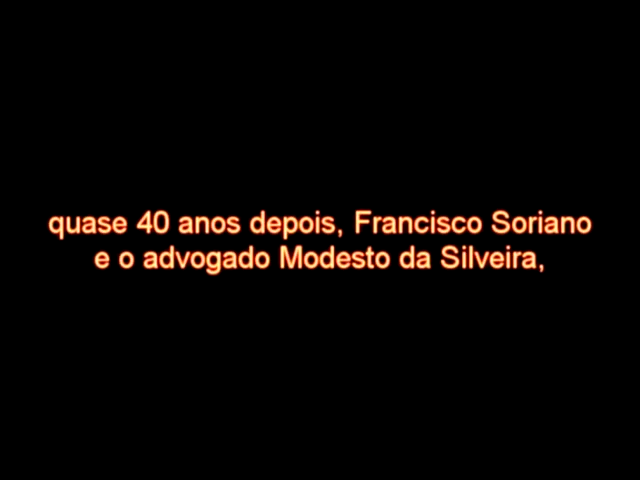 quase 40 anos depois, Francisco Soriano
e o advogado Modesto da Silveira,